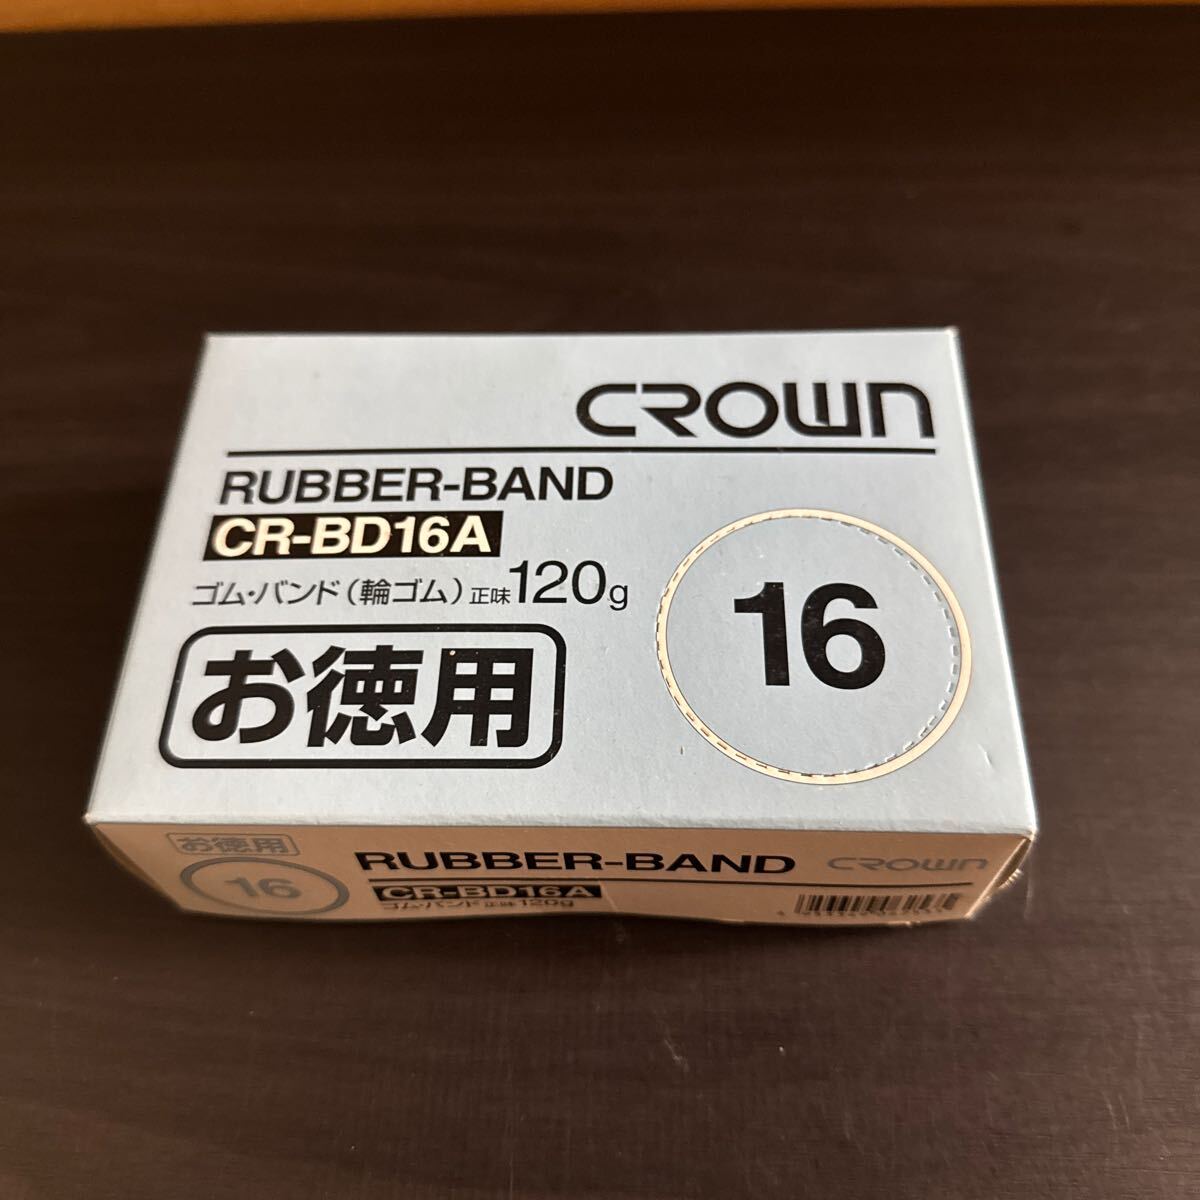 CROWN
RUBBER-BAND
CR-BD16A
ゴム・バンド（輪ゴム）正味120g
お徳用
16
お徳用
16
RUBBER-BAND
CROWN
CR-BD16A
ゴム・バンド 正味120g